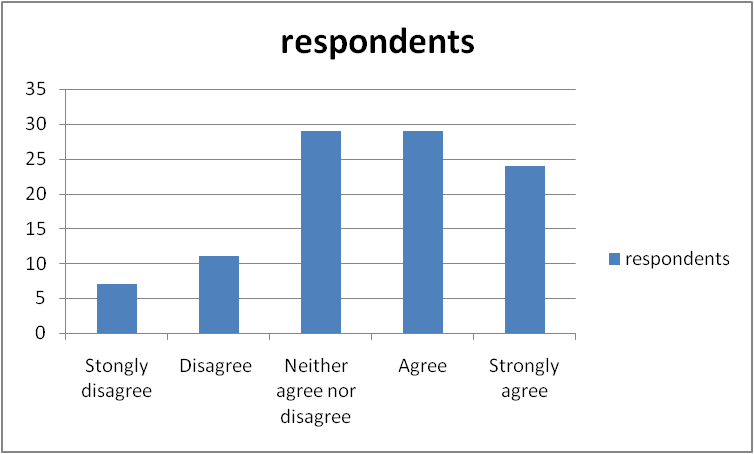 respondents
35
30
25
20
15
10
5
0
Stongly
disagree
Disagree
Neither
agree nor
disagree
Agree
Strongly
agree
respondents